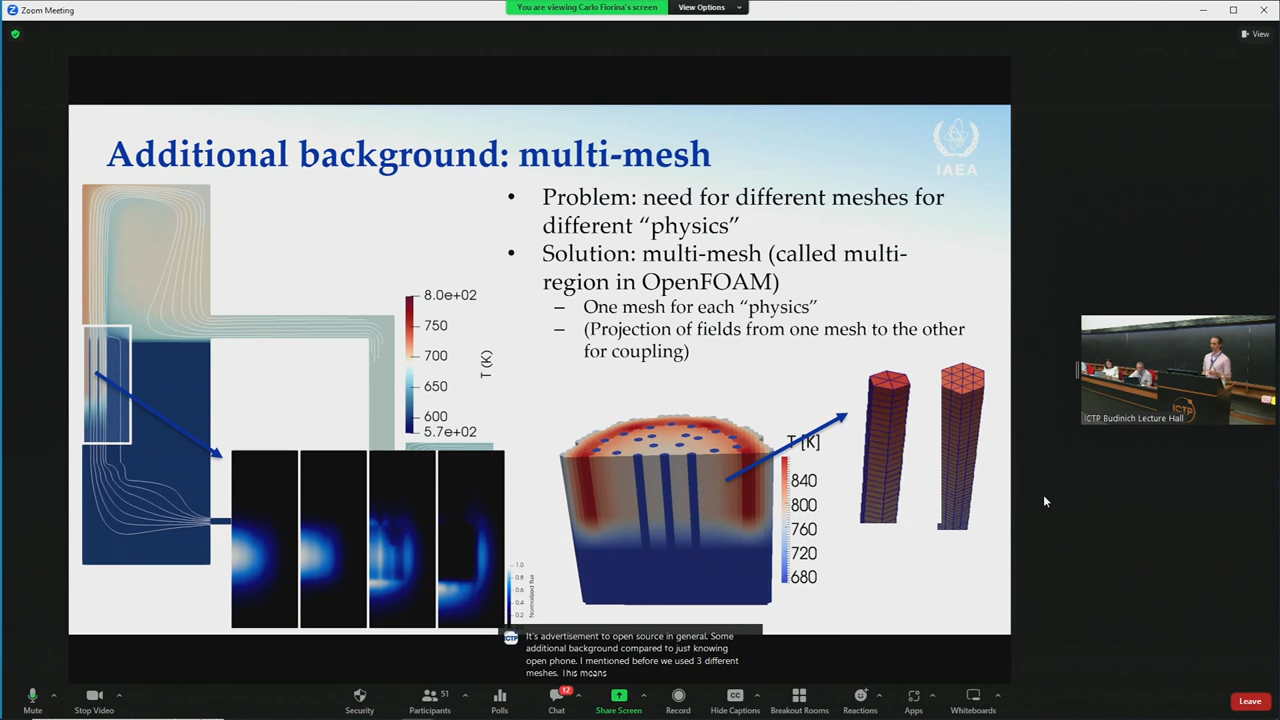 Zoom Meeting
You are viewing Carlo Fiorina's screen
View Options
View
Additional background: multi-mesh
IAEA
• Problem: need for different meshes for
different “physics”
• Solution: multi-mesh (called multi-
region in OpenFOAM)
– One mesh for each “physics”
– (Projection of fields from one mesh to the other
for coupling)
8.0e+02
750
700
650
600
5.7e+02
T (K)
1.0
0.8
0.6
0.4
0.2
Normalized flux
T [K]
840
800
760
720
680
ICTP
ICTP Budinich Lecture Hall
ICTP
It's advertisement to open source in general. Some
additional background compared to just knowing
open phone. I mentioned before we used 3 different
meshes. This means
Mute
Stop Video
Security
51
Participants
Polls
12
Chat
Share Screen
Record
CC
Hide Captions
Breakout Rooms
Reactions
Apps
Whiteboards
Leave